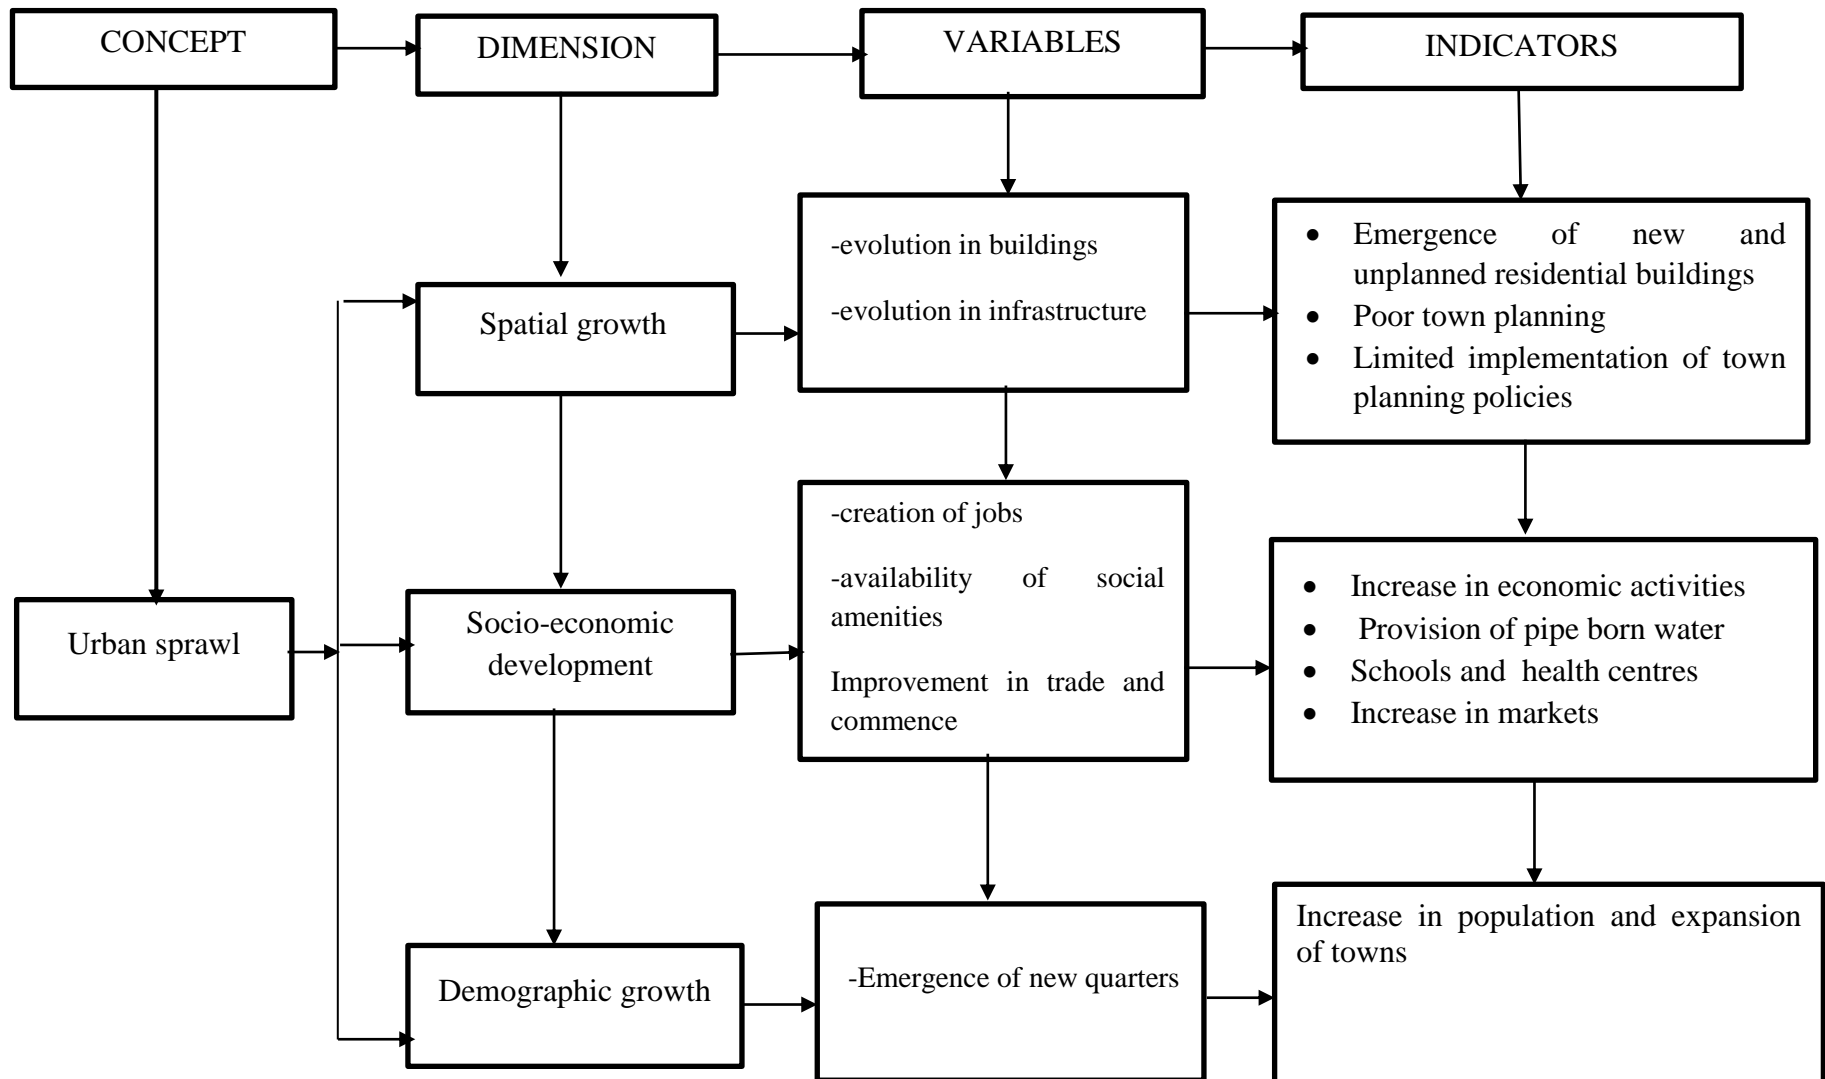 CONCEPT
DIMENSION
VARIABLES
INDICATORS
-evolution in buildings
-evolution in infrastructure
• Emergence of new and
unplanned residential buildings
• Poor town planning
• Limited implementation of town
planning policies
Spatial growth
-creation of jobs
-availability of social
amenities
Improvement in trade and
commence
• Increase in economic activities
• Provision of pipe born water
• Schools and health centres
• Increase in markets
Urban sprawl
Socio-economic
development
Demographic growth
-Emergence of new quarters
Increase in population and expansion
of towns